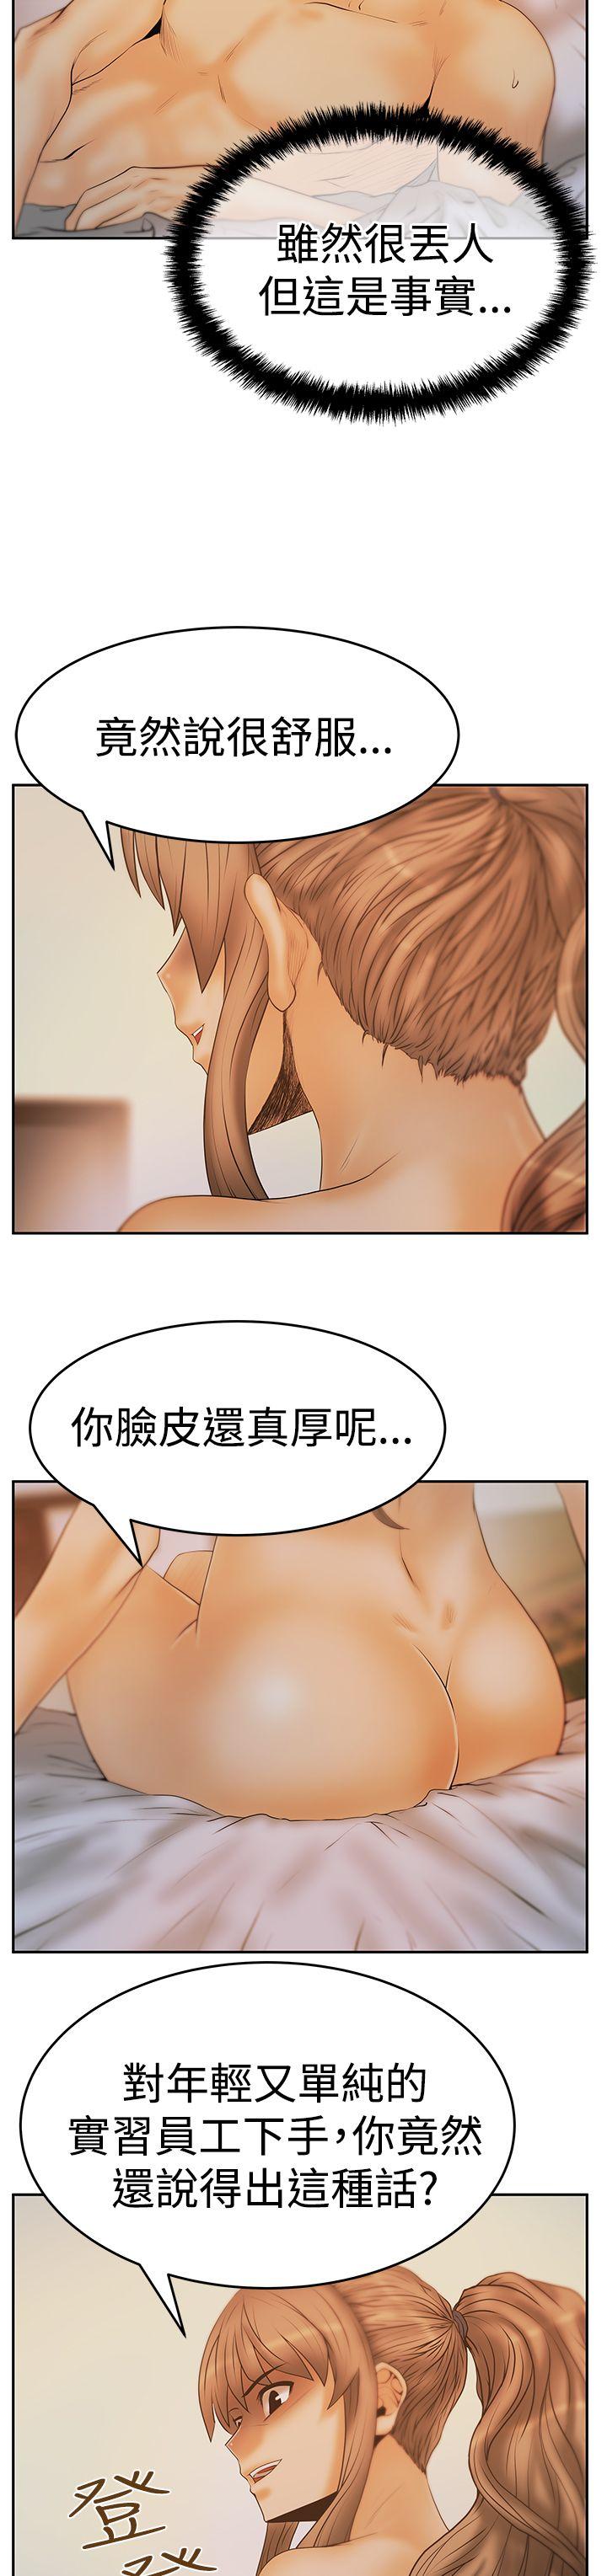 雖然很丟人
但這是事實...
竟然說很舒服...
你臉皮還真厚呢...
對年輕又單純的
實習員工下手,你竟然
還說得出這種話?
登
登